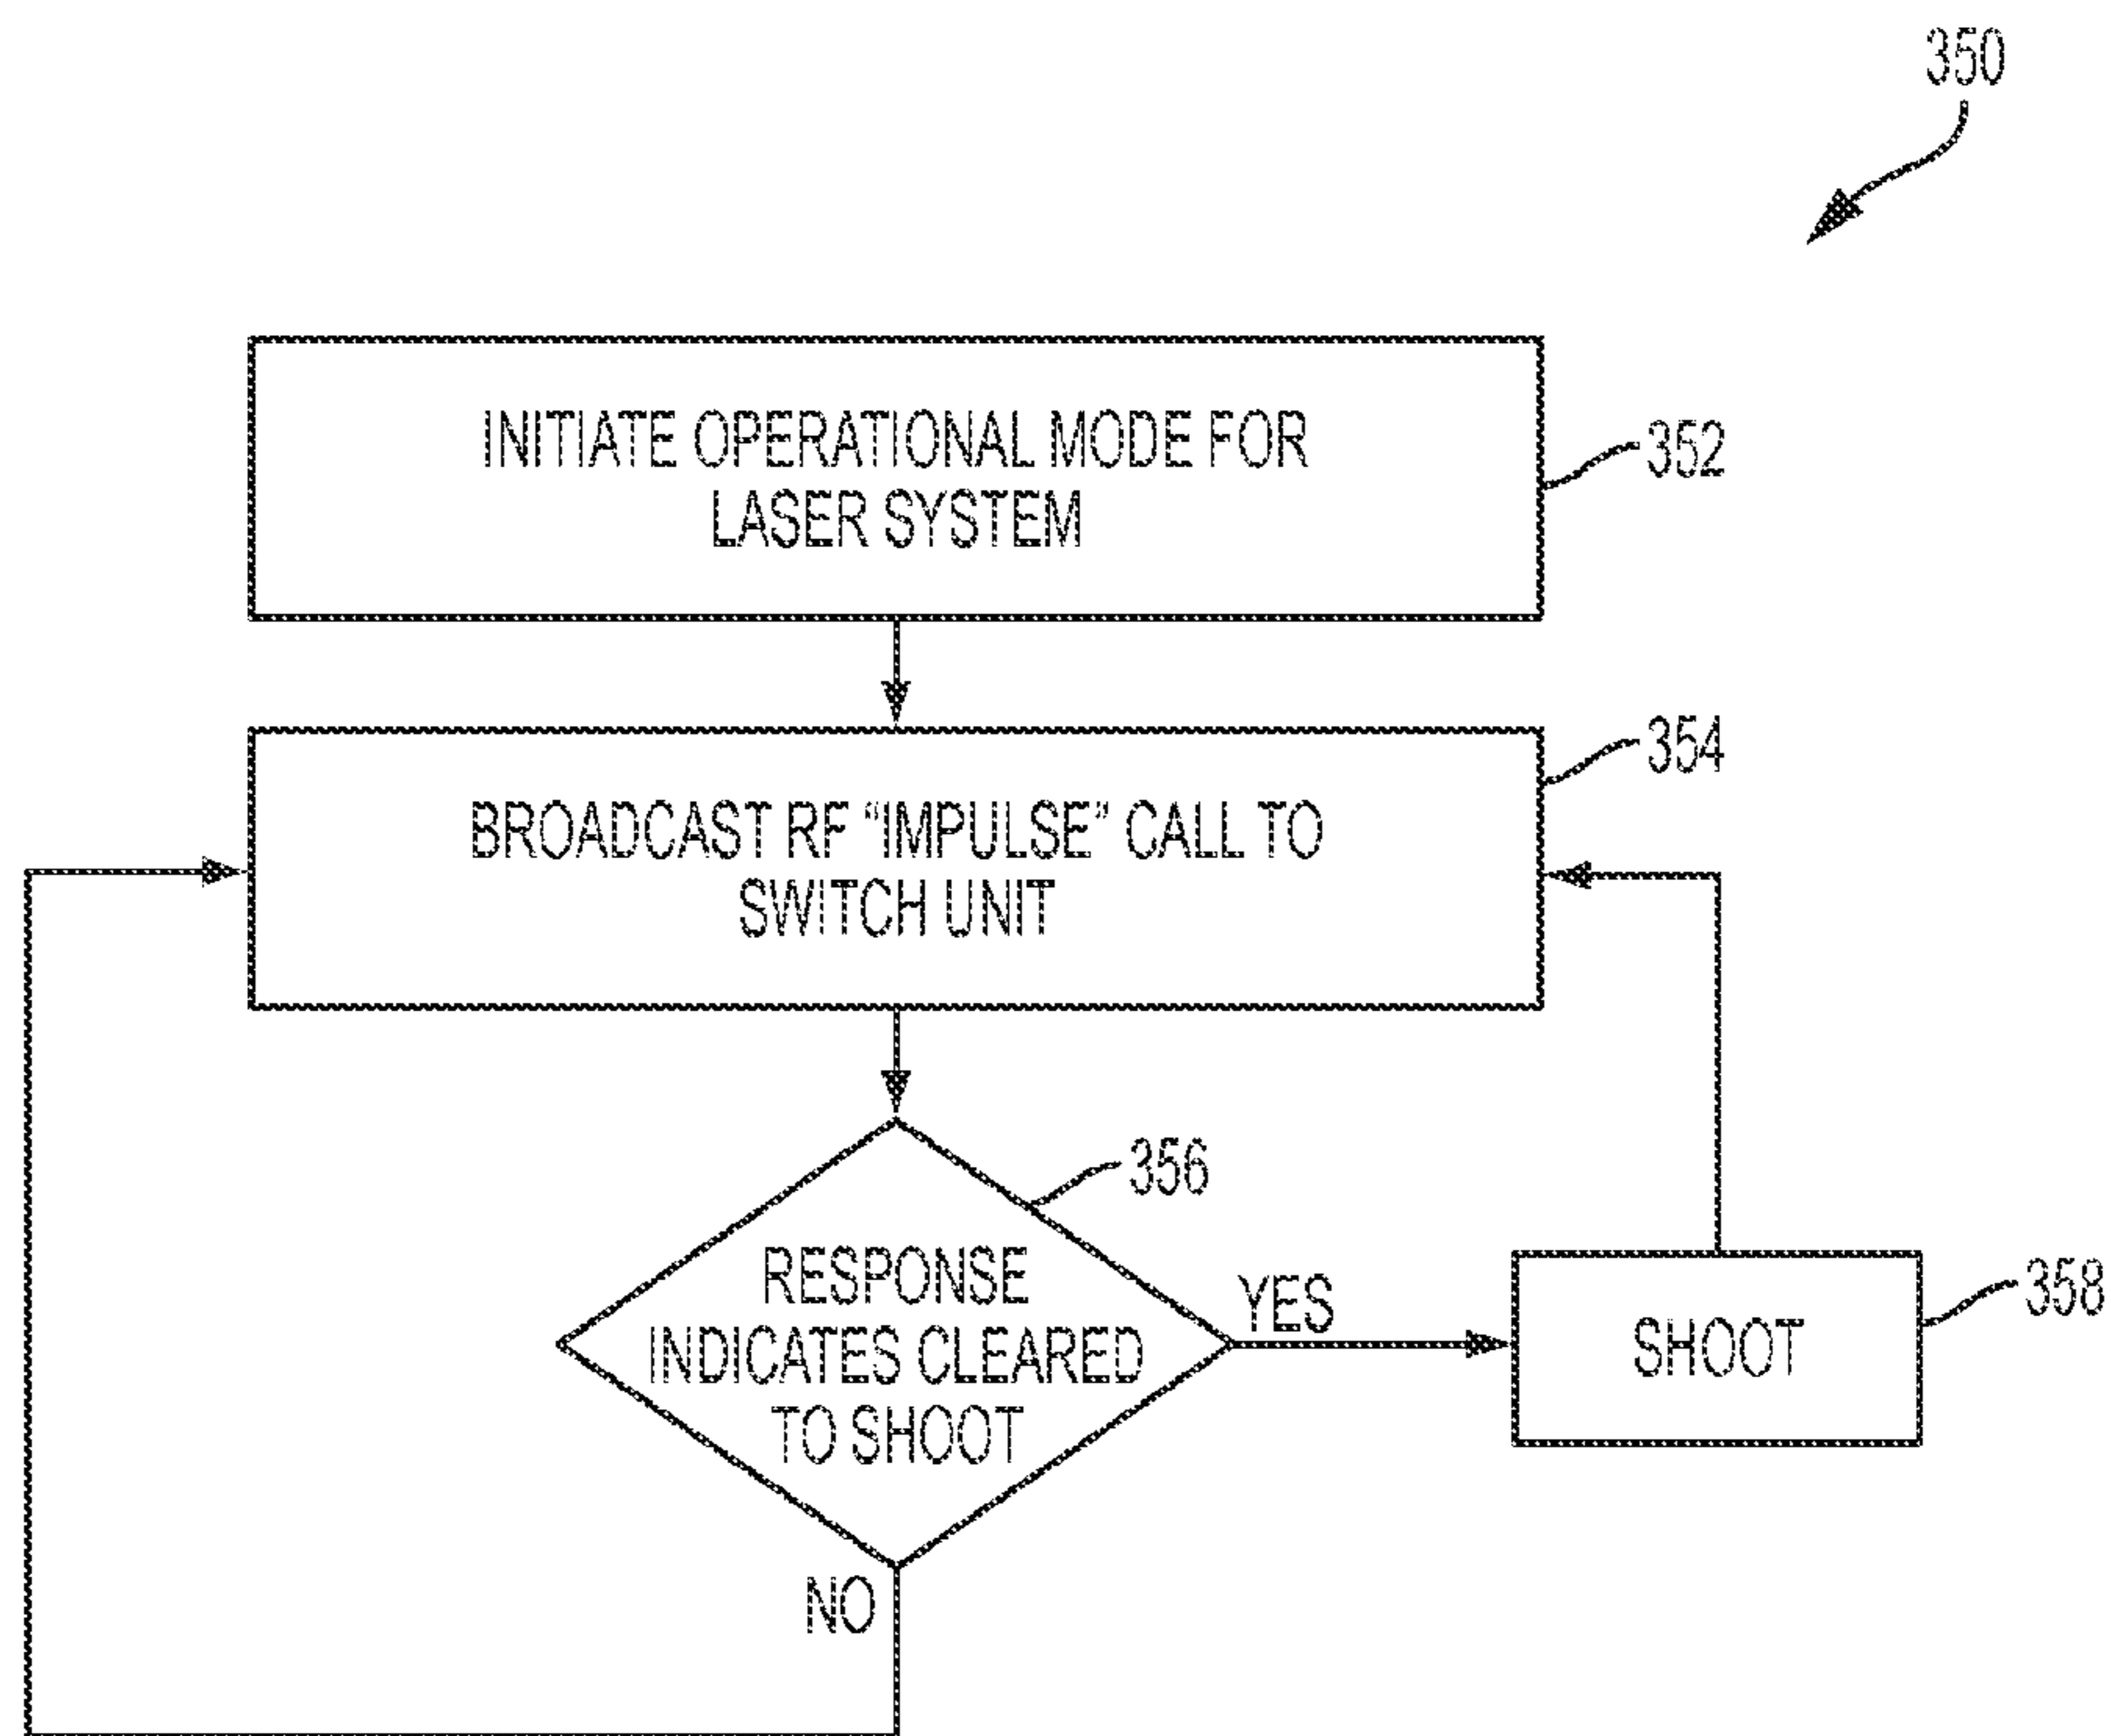 350
INITIATE OPERATIONAL MODE FOR
LASER SYSTEM
352
354
BROADCAST RF “IMPULSE” CALL TO
SWITCH UNIT
356
RESPONSE
INDICATES CLEARED
TO SHOOT
YES
SHOOT
358
NO